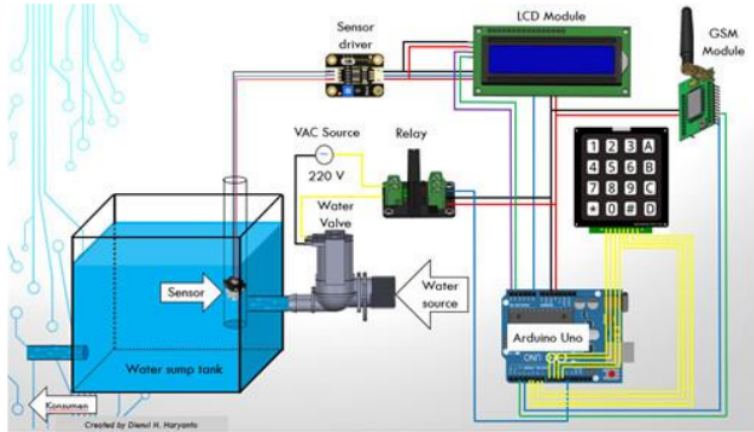 Sensor
driver
LCD Module
GSM
Module
VAC Source
220 V
Relay
Water
Valve
1 2 3 A
4 5 6 B
7 8 9 C
* 0 # D
Sensor
Water
source
Arduino Uno
UNO
Water sump tank
Konsumen
Created by Dienul H. Haryanto